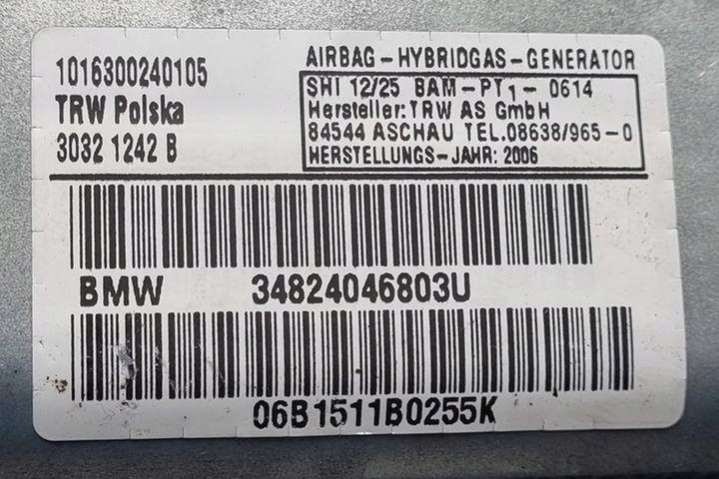 1016300240105
TRW Polska
3032 1242 B
AIRBAG-HYBRIDGAS-GENERATOR
SHI 12/25 BAM-PT1-0614
Hersteller: TRW AS GmbH
84544 ASCHAU TEL.08638/965-0
HERSTELLUNGS-JAHR: 2006
BMW 34824046803U
06B1511B0255K